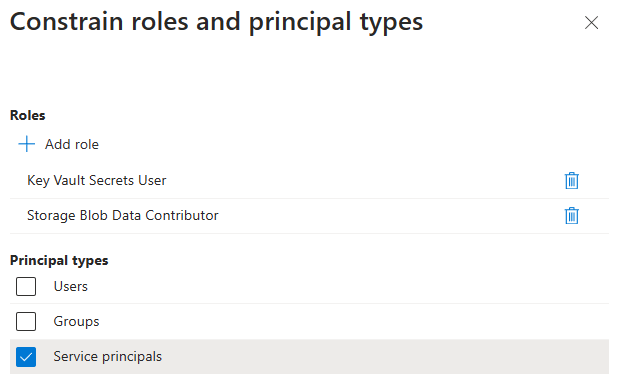 Constrain roles and principal types
Roles
Add role
Key Vault Secrets User
Storage Blob Data Contributor
Principal types
Users
Groups
Service principals